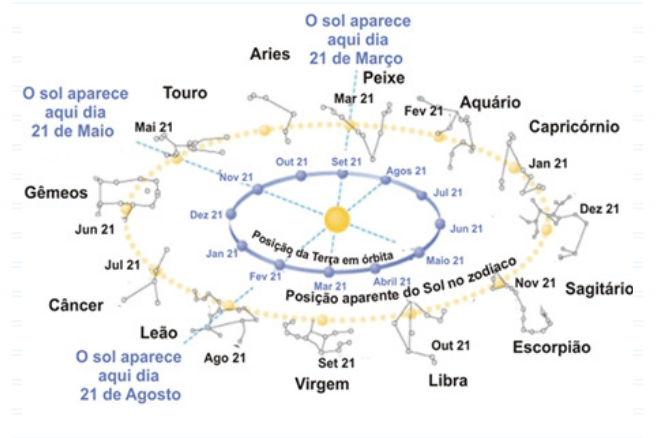 O sol aparece
aqui dia
21 de Março
Aries
Peixe
Mar 21
Touro
O sol aparece
aqui dia
21 de Maio
Mai 21
Fev 21
Aquário
Capricórnio
Jan 21
Out 21
Set 21
Agos 21
Nov 21
Jul 21
Gêmeos
Jun 21
Dez 21
Jun 21
Dez 21
Posição da Terra em órbita
Jan 21
Maio 21
Fev 21
Mar 21
Abril 21
Jul 21
Posição aparente do Sol no zodíaco
Nov 21
Sagitário
Câncer
Leão
Ago 21
Set 21
Out 21
Escorpião
O sol aparece
aqui dia
21 de Agosto
Virgem
Libra